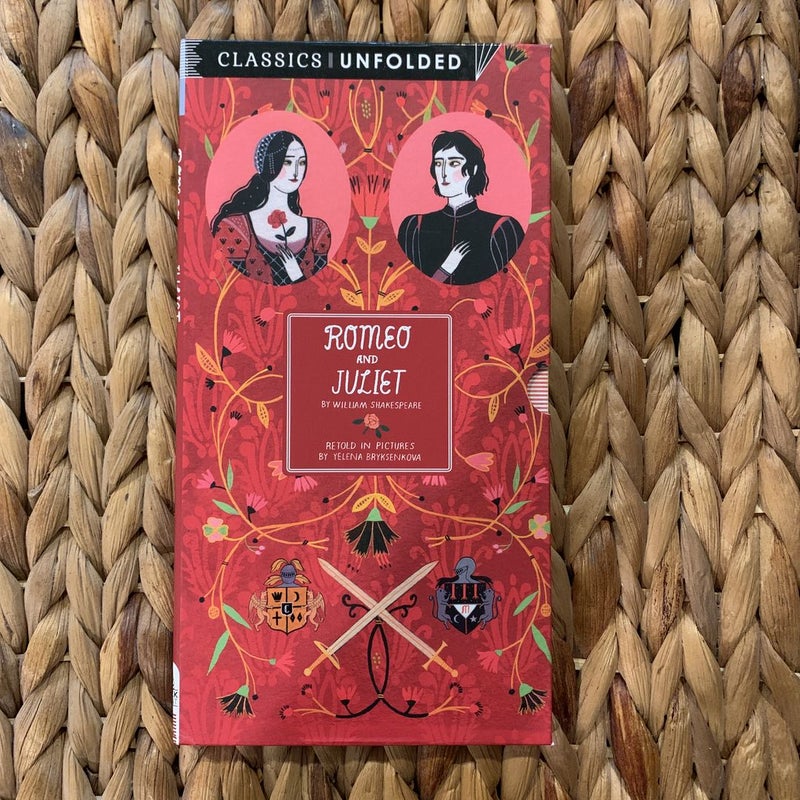 CLASSICS | UNFOLDED
ROMEO
AND
JULIET
BY WILLIAM SHAKESPEARE
RETOLD IN PICTURES
BY YELENA BRYKSENKOVA